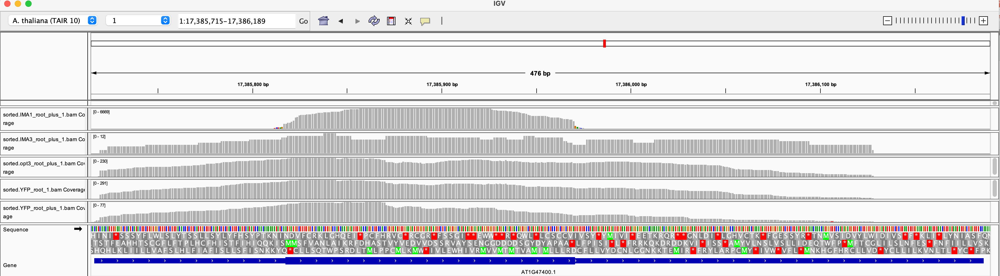 IGV
A. thaliana (TAIR 10) 1 1:17,385,715-17,386,189 Go
476 bp
17,385,800 bp 17,385,900 bp 17,386,000 bp 17,386,100 bp
sorted.IMA1_root_plus_1.bam Co
rage
[0 - 6669]
sorted.IMA3_root_plus_1.bam Co
rage
[0 - 12]
sorted.opt3_root_plus_1.bam Cov
rage
[0 - 230]
sorted.YFP_root_1.bam Coverage
[0 - 291]
sorted.YFP_root_plus_1.bam Cov
age
[0 - 77]
Sequence
Gene
AT1G47400.1